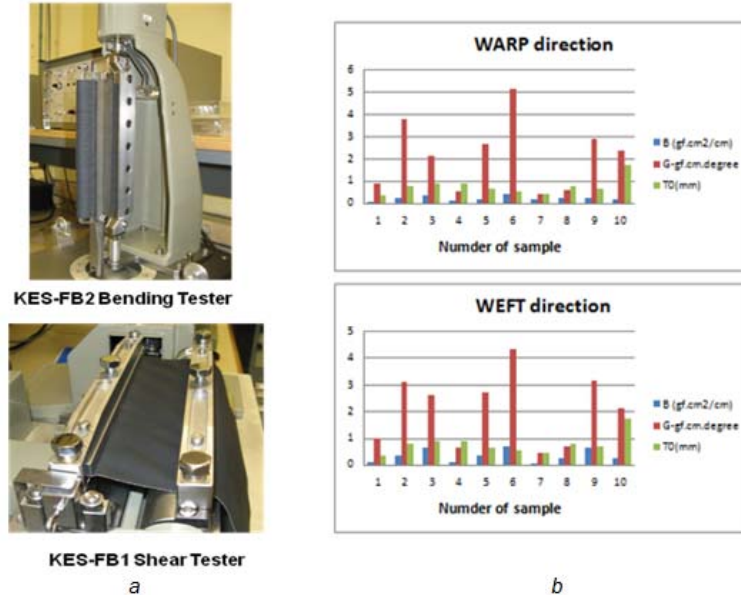 KES-FB2 Bending Tester
KES-FB1 Shear Tester
a
WARP direction
6
5
4
3
2
1
0
1 2 3 4 5 6 7 8 9 10
Numder of sample
B (gf.cm2/cm)
G-gf.cm.degree
T0(mm)
WEFT direction
5
4
3
2
1
0
1 2 3 4 5 6 7 8 9 10
Numder of sample
B (gf.cm2/cm)
G-gf.cm.degree
T0(mm)
b